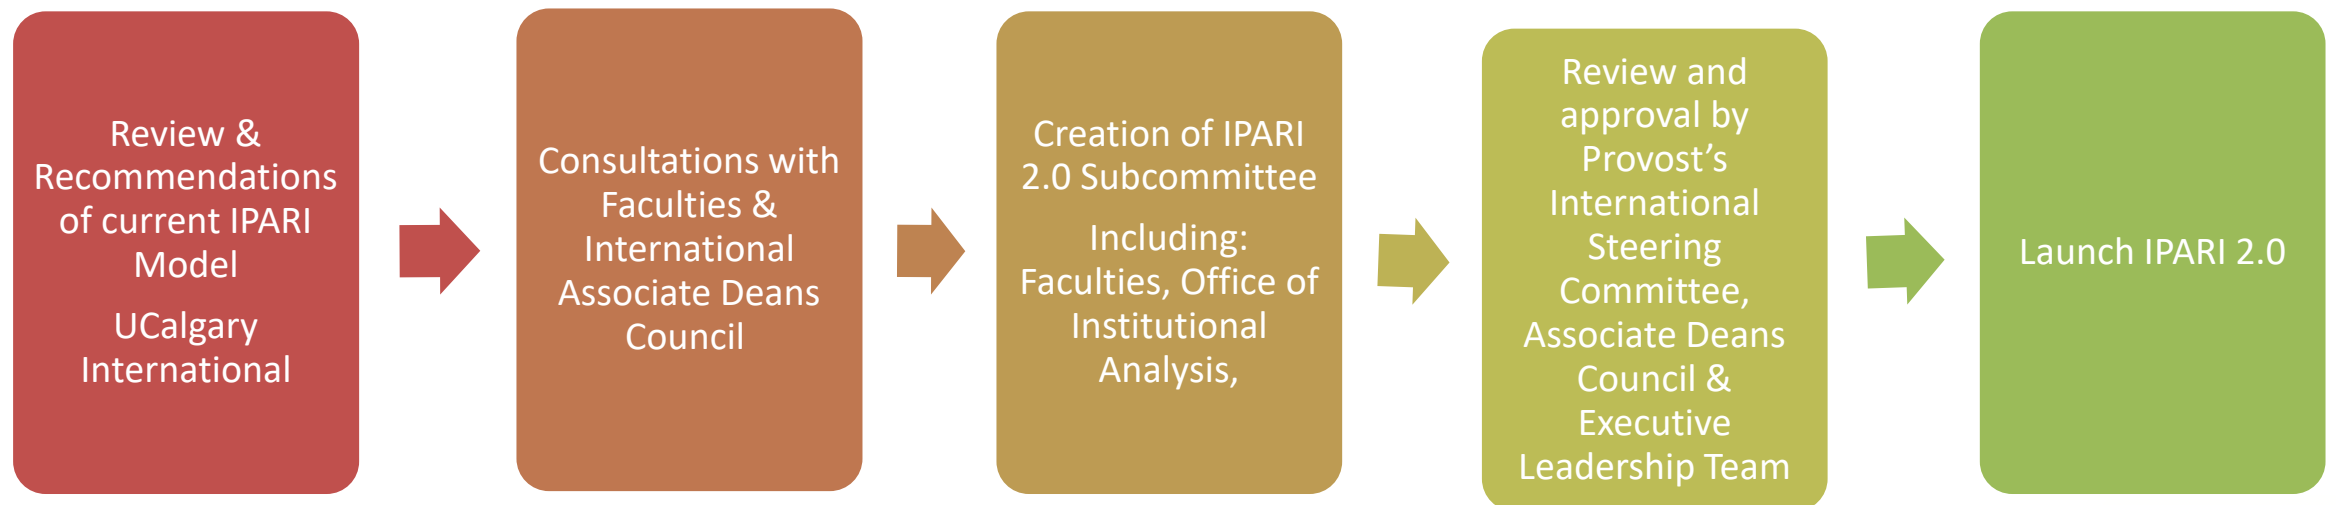 Review &
Recommendations
of current IPARI
Model
UCalgary
International
Consultations with
Faculties &
International
Associate Deans
Council
Creation of IPARI
2.0 Subcommittee
Including:
Faculties, Office of
Institutional
Analysis,
Review and
approval by
Provost’s
International
Steering
Committee,
Associate Deans
Council &
Executive
Leadership Team
Launch IPARI 2.0